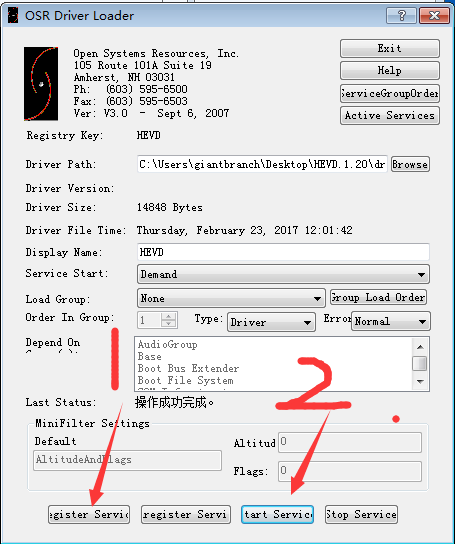 OSR Driver Loader
Open Systems Resources, Inc.
105 Route 101A Suite 19
Amherst, NH 03031
Ph: (603) 595-6500
Fax: (603) 595-6503
Ver: V3.0 - Sept 6, 2007
Exit
Help
ServiceGroupOrder
Active Services
Registry Key: HEVD
Driver Path: C:\Users\giantbranch\Desktop\HEVD.1.20\dr Browse
Driver Version:
Driver Size: 14848 Bytes
Driver File Time: Thursday, February 23, 2017 12:01:42
Display Name: HEVD
Service Start: Demand
Load Group: None Group Load Order
Order In Group: 1 Type: Driver Error Normal
Depend On
AudioGroup
Base
Boot Bus Extender
Boot File System
1
2.
Last Status: 操作成功完成。
MiniFilter Settings
Default Altitud 0
AltitudeAndFlags
Flags: 0
egister Servic register Servi tart Servic Stop Service